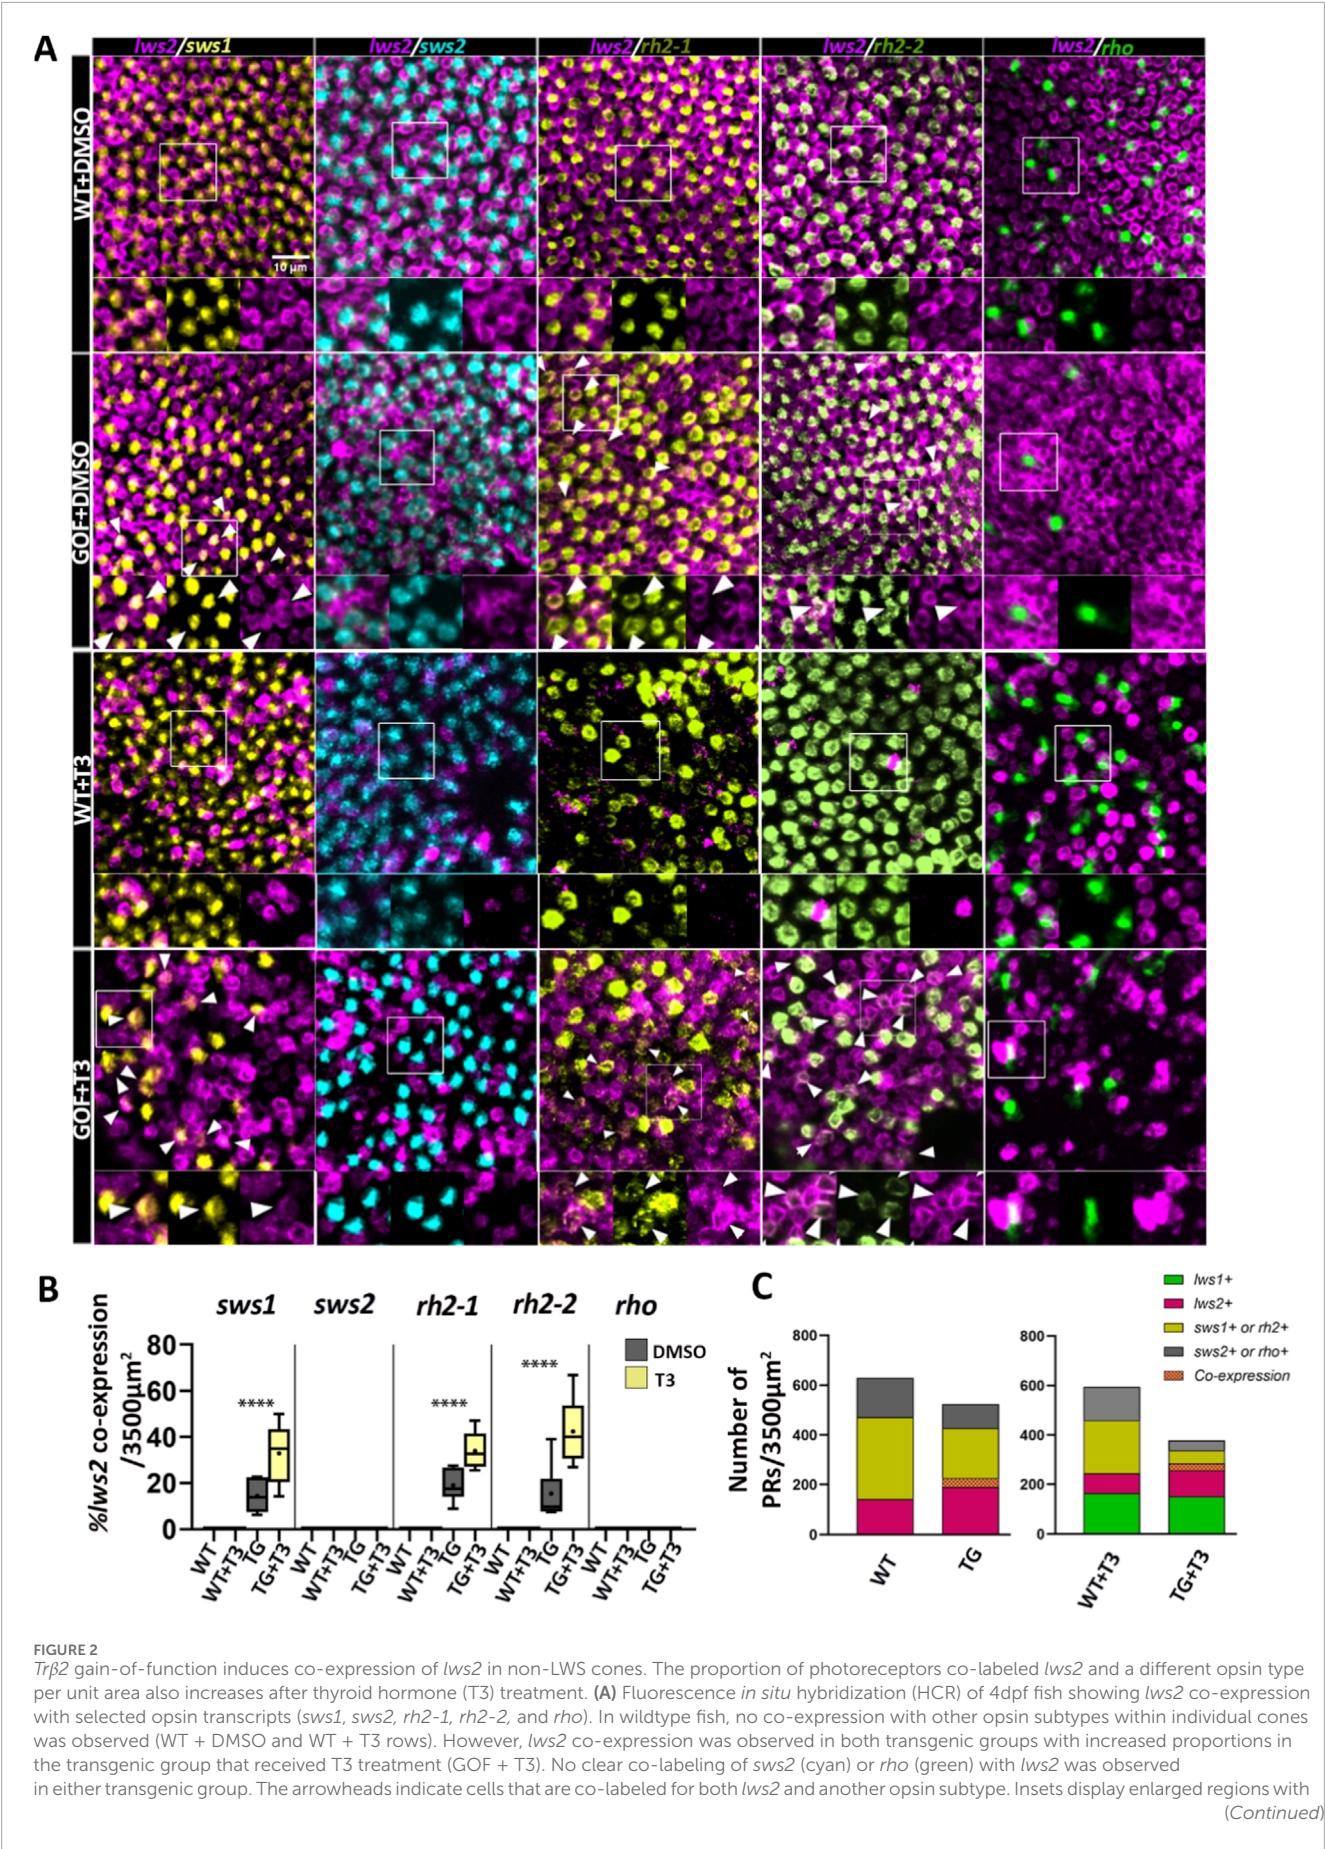 A
lws2/sws1 lws2/sws2 lws2/rh2-1 lws2/rh2-2 lws2/rho
WT+DMSO
10 µm
GOF+DMSO
WT+T3
GOF+T3
B
sws1 sws2 rh2-1 rh2-2 rho
%lws2 co-expression
/3500µm²
80
60
40
20
0
**** **** ****
DMSO
T3
WT WT+T3 TG TG+T3 WT WT+T3 TG TG+T3 WT WT+T3 TG TG+T3 WT WT+T3 TG TG+T3 WT WT+T3 TG TG+T3
C
lws1+
lws2+
sws1+ or rh2+
sws2+ or rho+
Co-expression
Number of
PRs/3500µm²
800
600
400
200
0
WT TG
800
600
400
200
0
WT+T3 TG+T3
FIGURE 2
Trβ2 gain-of-function induces co-expression of lws2 in non-LWS cones. The proportion of photoreceptors co-labeled lws2 and a different opsin type
per unit area also increases after thyroid hormone (T3) treatment. (A) Fluorescence in situ hybridization (HCR) of 4dpf fish showing lws2 co-expression
with selected opsin transcripts (sws1, sws2, rh2-1, rh2-2, and rho). In wildtype fish, no co-expression with other opsin subtypes within individual cones
was observed (WT + DMSO and WT + T3 rows). However, lws2 co-expression was observed in both transgenic groups with increased proportions in
the transgenic group that received T3 treatment (GOF + T3). No clear co-labeling of sws2 (cyan) or rho (green) with lws2 was observed
in either transgenic group. The arrowheads indicate cells that are co-labeled for both lws2 and another opsin subtype. Insets display enlarged regions with
(Continued)